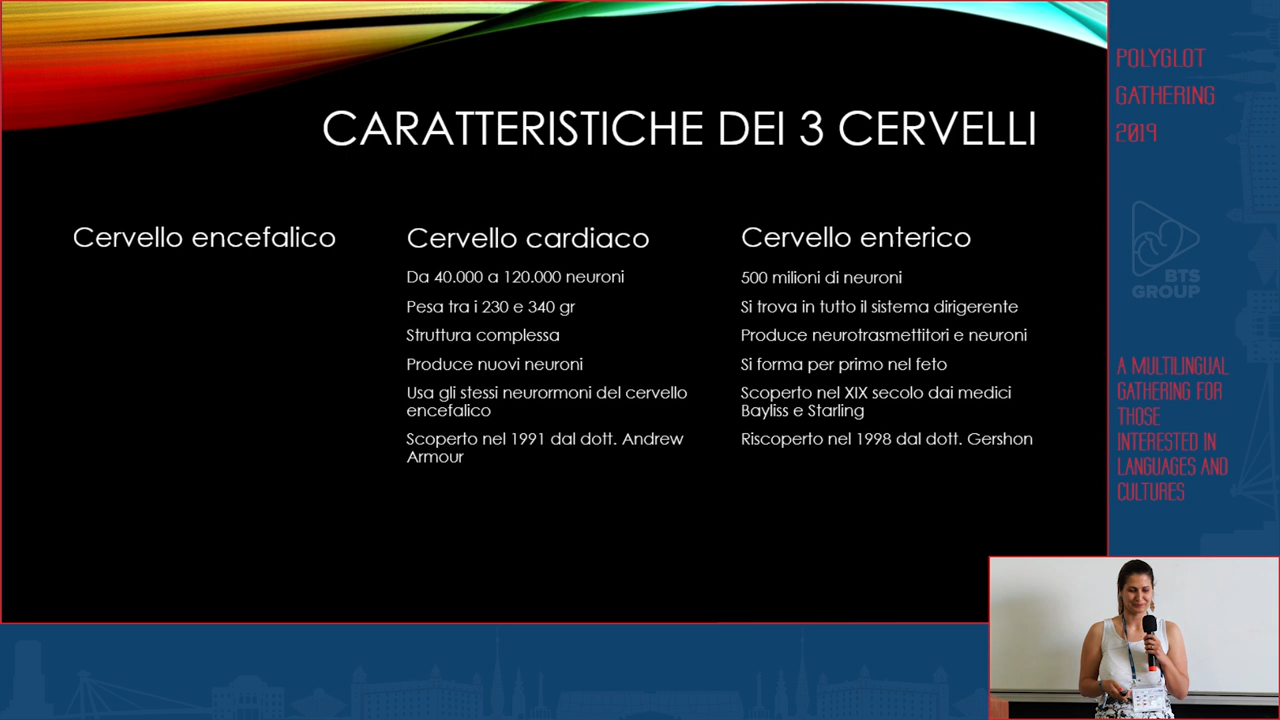 CARATTERISTICHE DEI 3 CERVELLI
Cervello encefalico
Cervello cardiaco
Da 40.000 a 120.000 neuroni
Pesa tra i 230 e 340 gr
Struttura complessa
Produce nuovi neuroni
Usa gli stessi neurormoni del cervello
encefalico
Scoperto nel 1991 dal dott. Andrew
Armour
Cervello enterico
500 milioni di neuroni
Si trova in tutto il sistema dirigerente
Produce neurotrasmettitori e neuroni
Si forma per primo nel feto
Scoperto nel XIX secolo dai medici
Bayliss e Starling
Riscoperto nel 1998 dal dott. Gershon
POLYGLOT
GATHERING
2019
BTS
GROUP
A MULTILINGUAL
GATHERING FOR
THOSE
INTERESTED IN
LANGUAGES AND
CULTURES